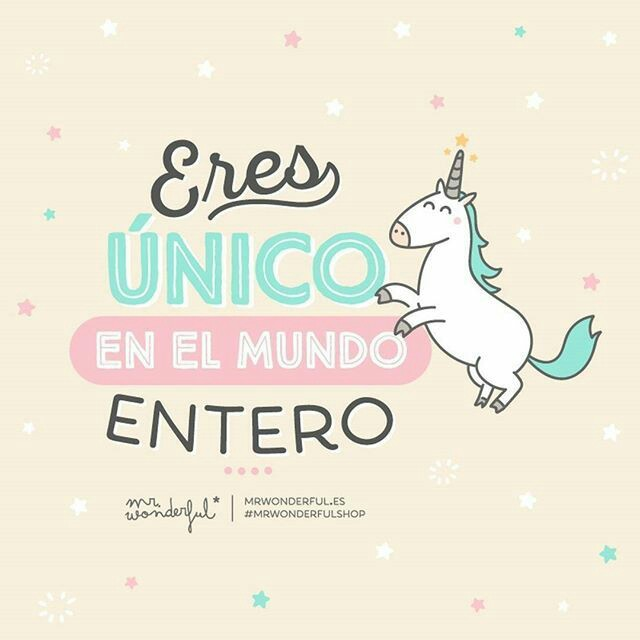 Eres
ÚNICO
EN EL MUNDO
ENTERO
mr. wonderful*
MRWONDERFUL.ES
#MRWONDERFULSHOP